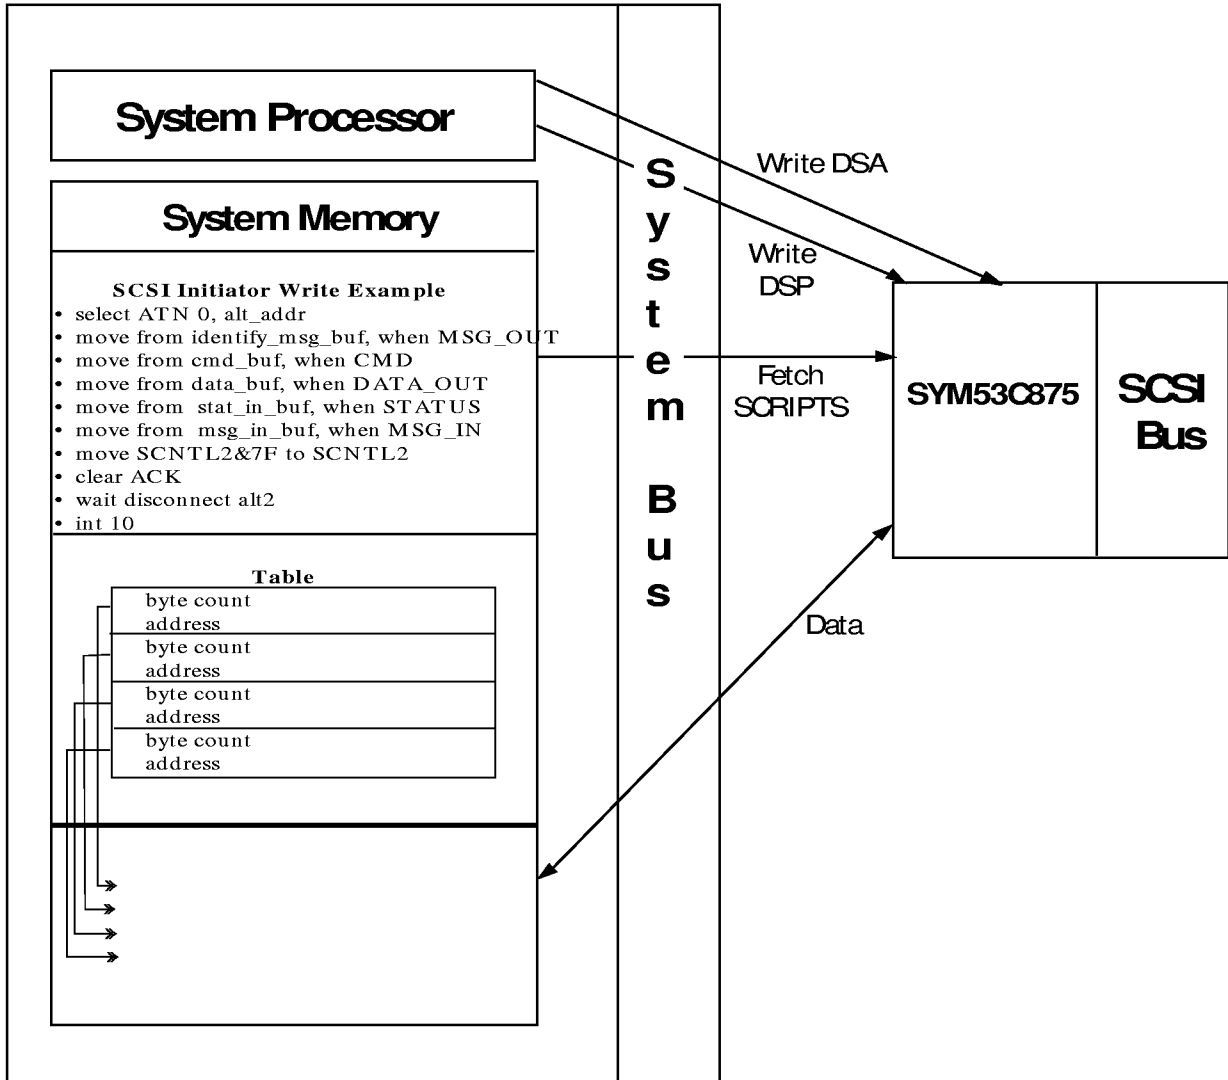 System Processor
System Memory
SCSI Initiator Write Example
• select ATN 0, alt_addr
• move from identify_msg_buf, when MSG_OUT
• move from cmd_buf, when CMD
• move from data_buf, when DATA_OUT
• move from stat_in_buf, when STATUS
• move from msg_in_buf, when MSG_IN
• move SCNTL2&7F to SCNTL2
• clear ACK
• wait disconnect alt2
• int 10
Table
byte count
address
byte count
address
byte count
address
byte count
address
System Bus
Write DSA
Write
DSP
Fetch
SCRIPTS
Data
SYM53C875
SCSI
Bus